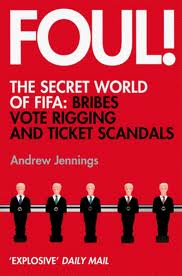 FOUL!
THE SECRET WORLD
OF FIFA: BRIBES
VOTE RIGGING
AND TICKET SCANDALS
Andrew Jennings
‘EXPLOSIVE’ DAILY MAIL